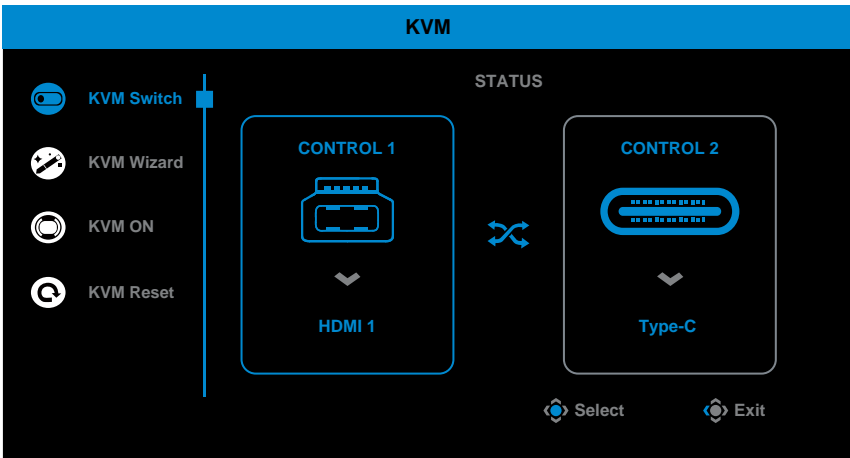 KVM
KVM Switch
KVM Wizard
KVM ON
KVM Reset
STATUS
CONTROL 1
HDMI 1
CONTROL 2
Type-C
Select
Exit